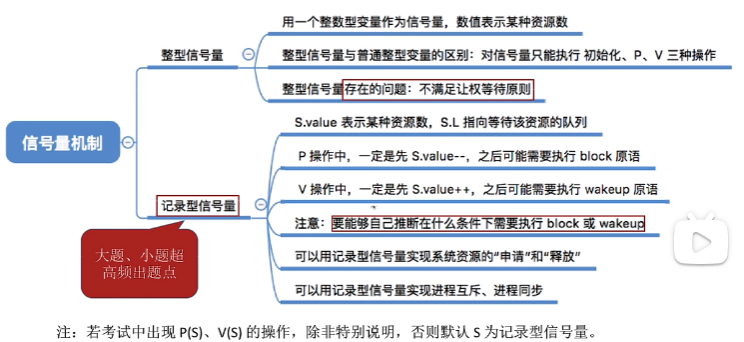 信号量机制
整型信号量
用一个整数型变量作为信号量，数值表示某种资源数
整型信号量与普通整型变量的区别：对信号量只能执行 初始化、P、V 三种操作
整型信号量存在的问题：不满足让权等待原则
记录型信号量
S.value 表示某种资源数，S.L 指向等待该资源的队列
P 操作中，一定是先 S.value--，之后可能需要执行 block 原语
V 操作中，一定是先 S.value++，之后可能需要执行 wakeup 原语
注意：要能够自己推断在什么条件下需要执行 block 或 wakeup
可以用记录型信号量实现系统资源的“申请”和“释放”
可以用记录型信号量实现进程互斥、进程同步
大题、小题超
高频出题点
注：若考试中出现 P(S)、V(S) 的操作，除非特别说明，否则默认 S 为记录型信号量。